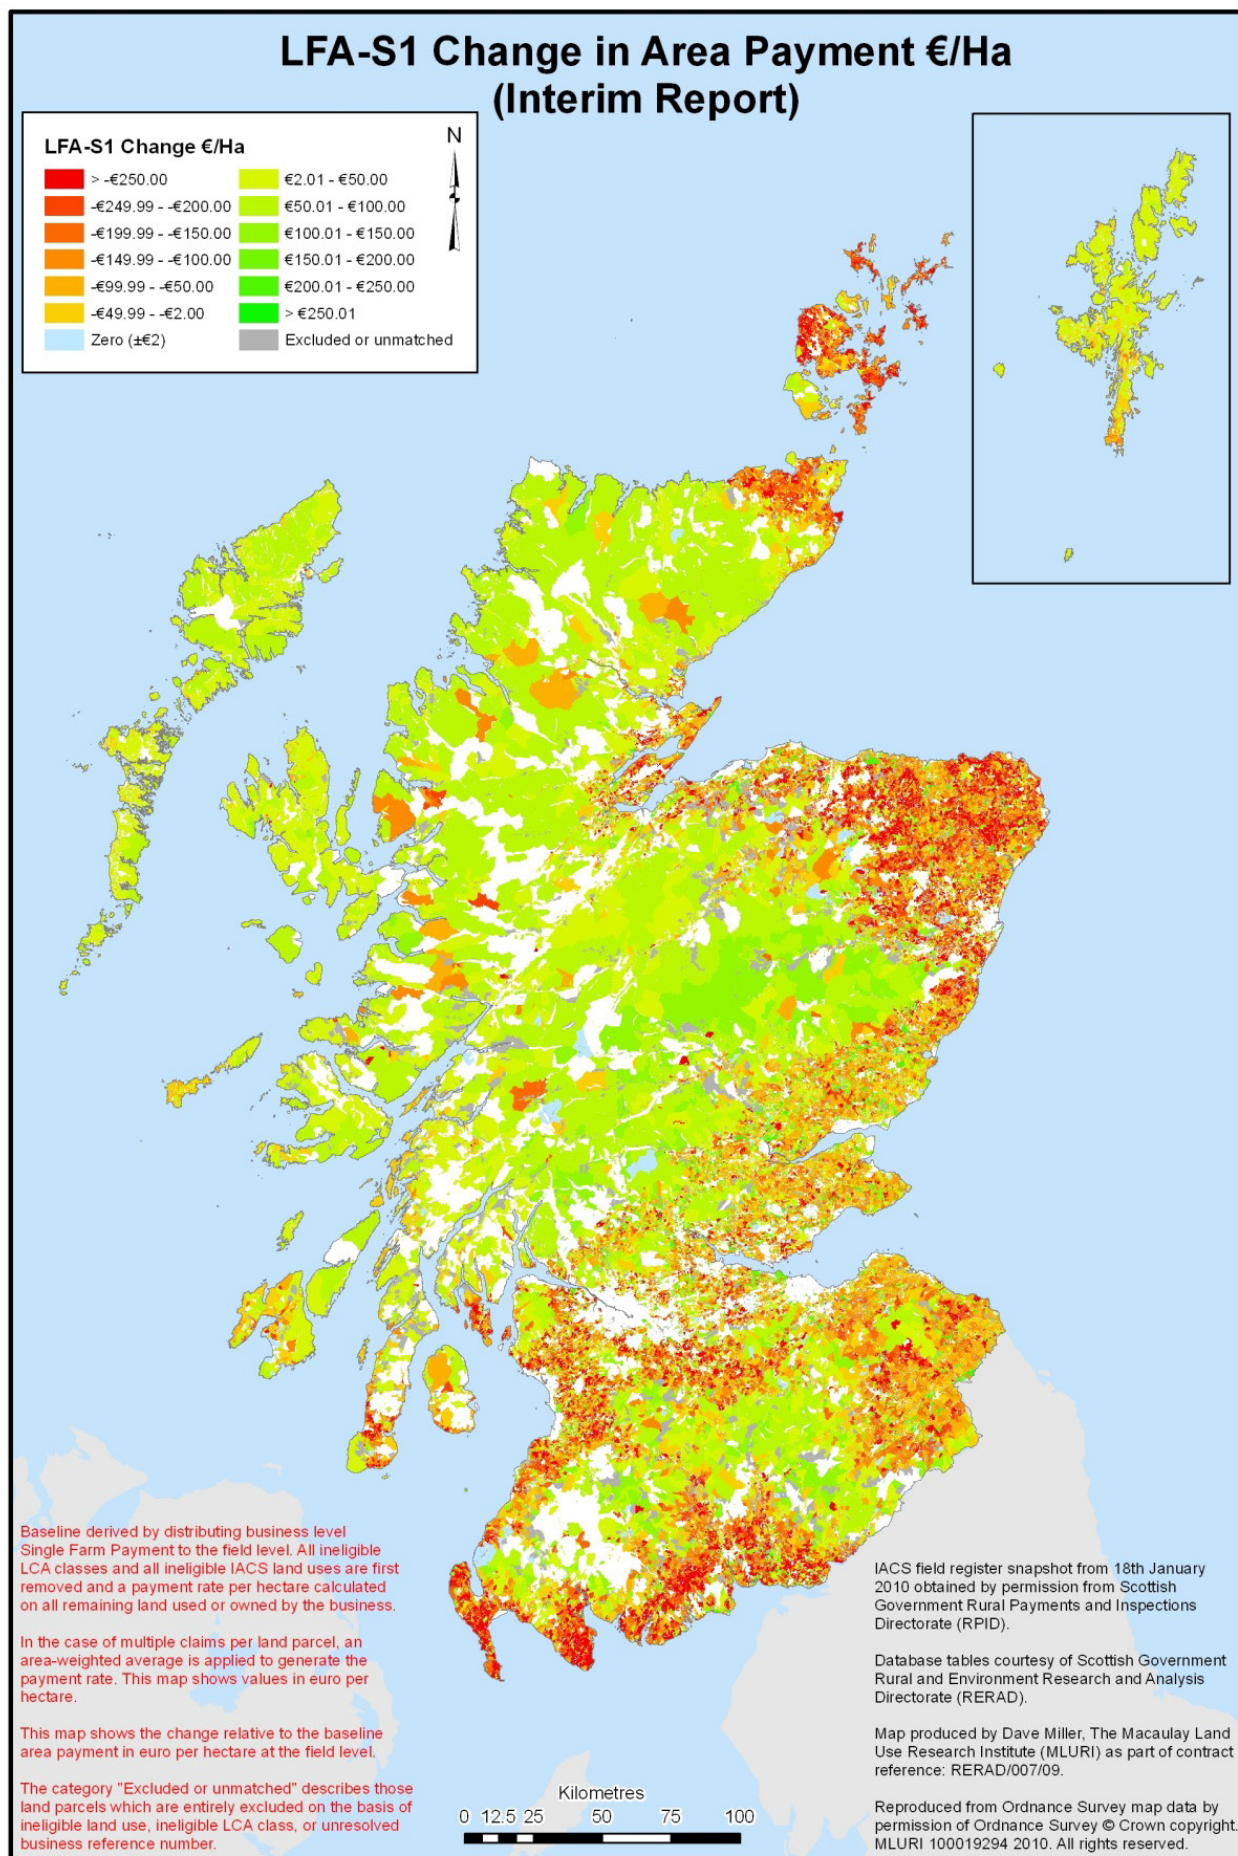 LFA-S1 Change in Area Payment €/Ha
(Interim Report)
LFA-S1 Change €/Ha
> -€250.00
-€249.99 - -€200.00
-€199.99 - -€150.00
-€149.99 - -€100.00
-€99.99 - -€50.00
-€49.99 - -€2.00
Zero (±€2)
€2.01 - €50.00
€50.01 - €100.00
€100.01 - €150.00
€150.01 - €200.00
€200.01 - €250.00
> €250.01
Excluded or unmatched
N
Baseline derived by distributing business level
Single Farm Payment to the field level. All ineligible
LCA classes and all ineligible IACS land uses are first
removed and a payment rate per hectare calculated
on all remaining land used or owned by the business.
In the case of multiple claims per land parcel, an
area-weighted average is applied to generate the
payment rate. This map shows values in euro per
hectare.
This map shows the change relative to the baseline
area payment in euro per hectare at the field level.
The category "Excluded or unmatched" describes those
land parcels which are entirely excluded on the basis of
ineligible land use, ineligible LCA class, or unresolved
business reference number.
Kilometres
0 12.5 25 50 75 100
IACS field register snapshot from 18th January
2010 obtained by permission from Scottish
Government Rural Payments and Inspections
Directorate (RPID).
Database tables courtesy of Scottish Government
Rural and Environment Research and Analysis
Directorate (RERAD).
Map produced by Dave Miller, The Macaulay Land
Use Research Institute (MLURI) as part of contract
reference: RERAD/007/09.
Reproduced from Ordnance Survey map data by
permission of Ordnance Survey © Crown copyright.
MLURI 100019294 2010. All rights reserved.